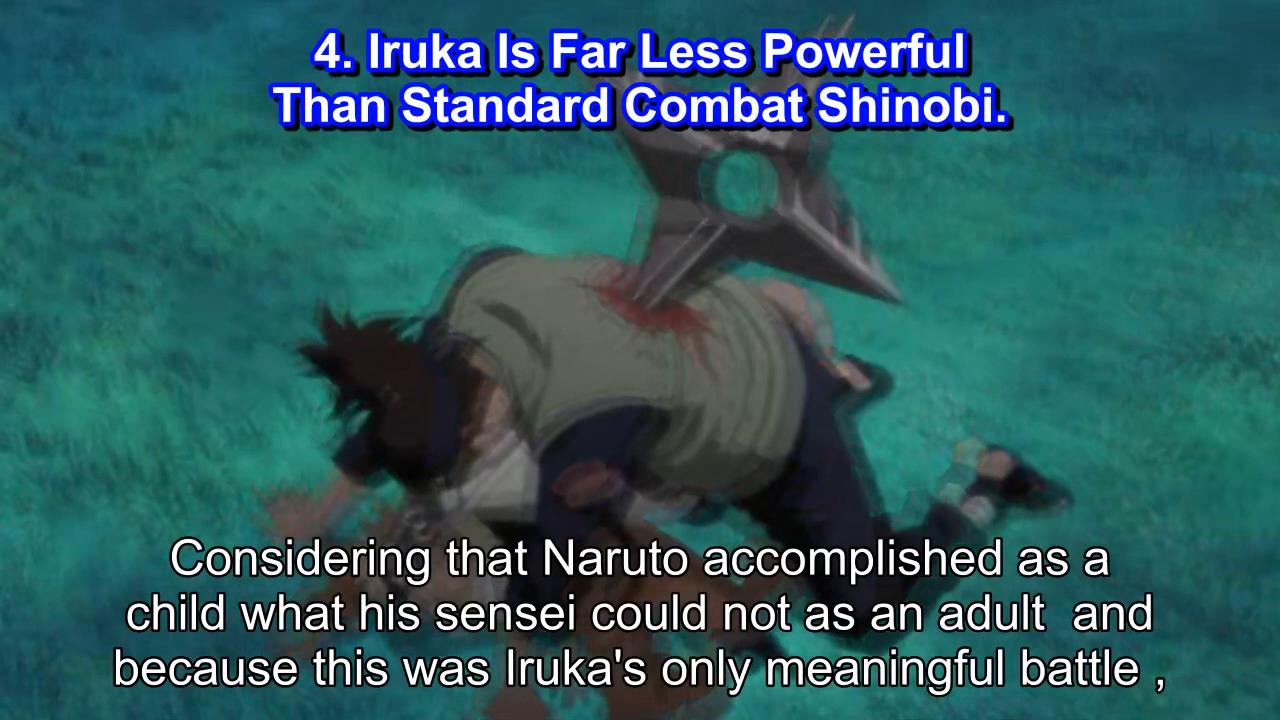 4. Iruka Is Far Less Powerful
Than Standard Combat Shinobi.
Considering that Naruto accomplished as a
child what his sensei could not as an adult  and
because this was Iruka's only meaningful battle ,